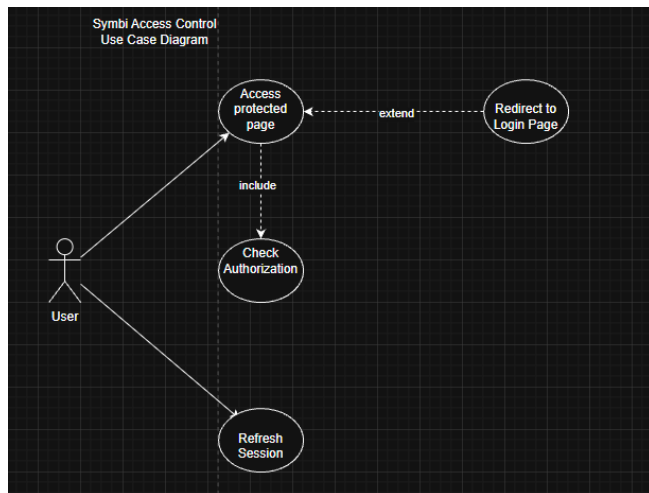 Symbi Access Control
Use Case Diagram
Access
protected
page
extend
Redirect to
Login Page
include
Check
Authorization
User
Refresh
Session